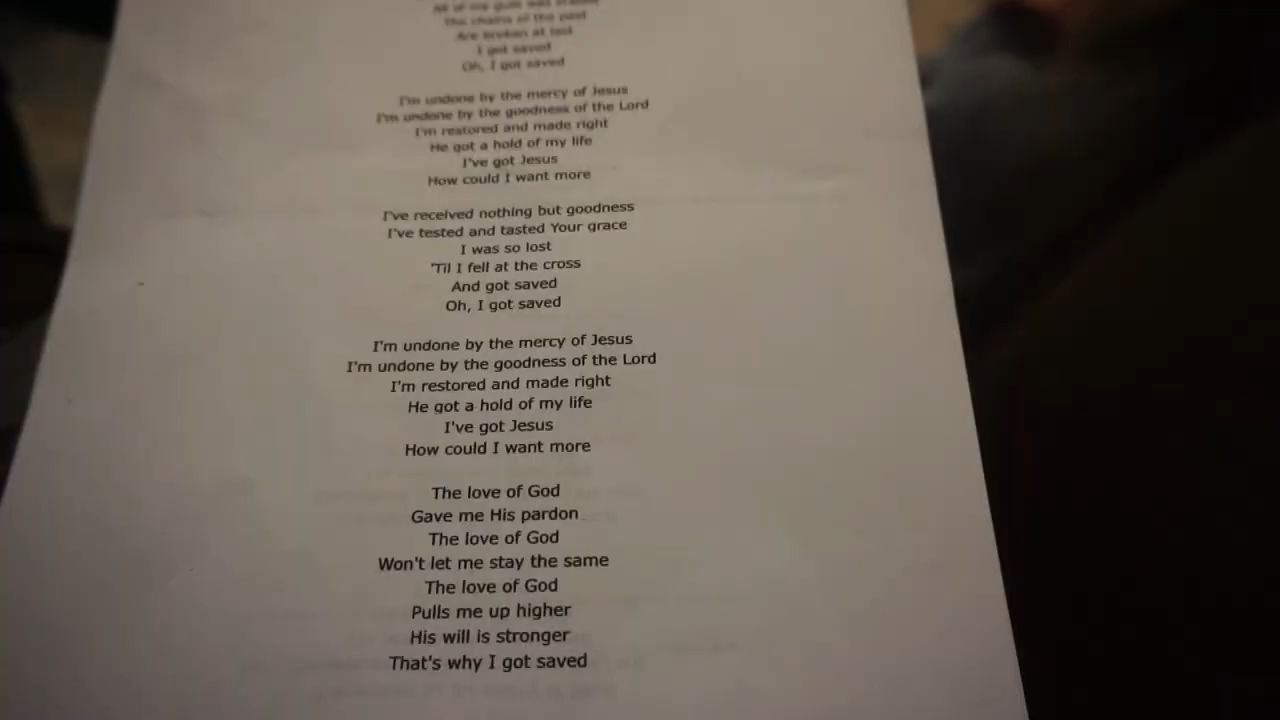 The chains of the past
Are broken at last
I got saved
Oh, I got saved
I'm undone by the mercy of Jesus
I'm undone by the goodness of the Lord
I'm restored and made right
He got a hold of my life
I've got Jesus
How could I want more
I've received nothing but goodness
I've tested and tasted Your grace
I was so lost
'Til I fell at the cross
And got saved
Oh, I got saved
I'm undone by the mercy of Jesus
I'm undone by the goodness of the Lord
I'm restored and made right
He got a hold of my life
I've got Jesus
How could I want more
The love of God
Gave me His pardon
The love of God
Won't let me stay the same
The love of God
Pulls me up higher
His will is stronger
That's why I got saved